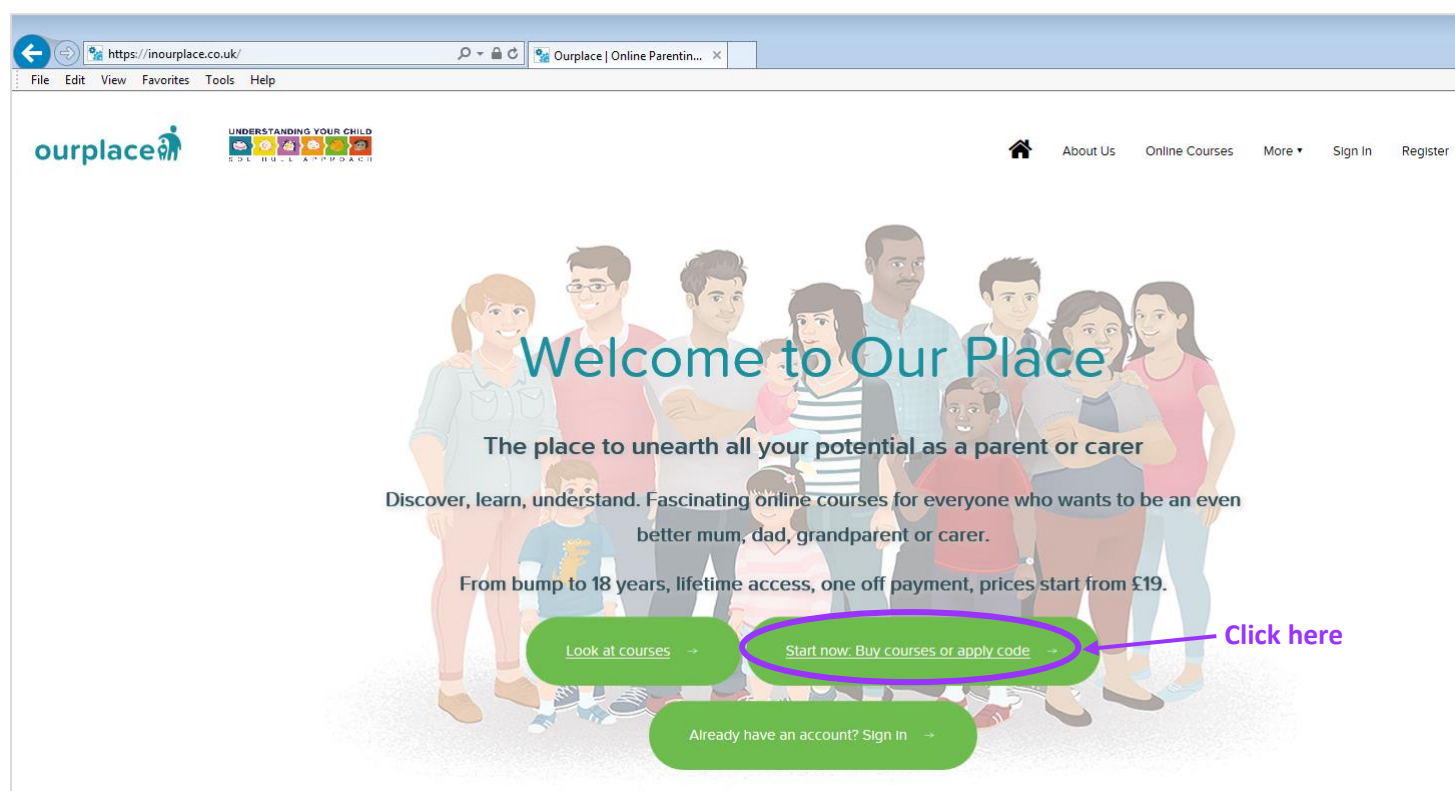 https://inourplace.co.uk/
Ourplace | Online Parentin...
File Edit View Favorites Tools Help
ourplace
UNDERSTANDING YOUR CHILD
SOLIHULL APPROACH
About Us Online Courses More Sign In Register
Welcome to Our Place
The place to unearth all your potential as a parent or carer
Discover, learn, understand. Fascinating online courses for everyone who wants to be an even
better mum, dad, grandparent or carer.
From bump to 18 years, lifetime access, one off payment, prices start from £19.
Look at courses →
Start now: Buy courses or apply code →
Click here
Already have an account? Sign in →